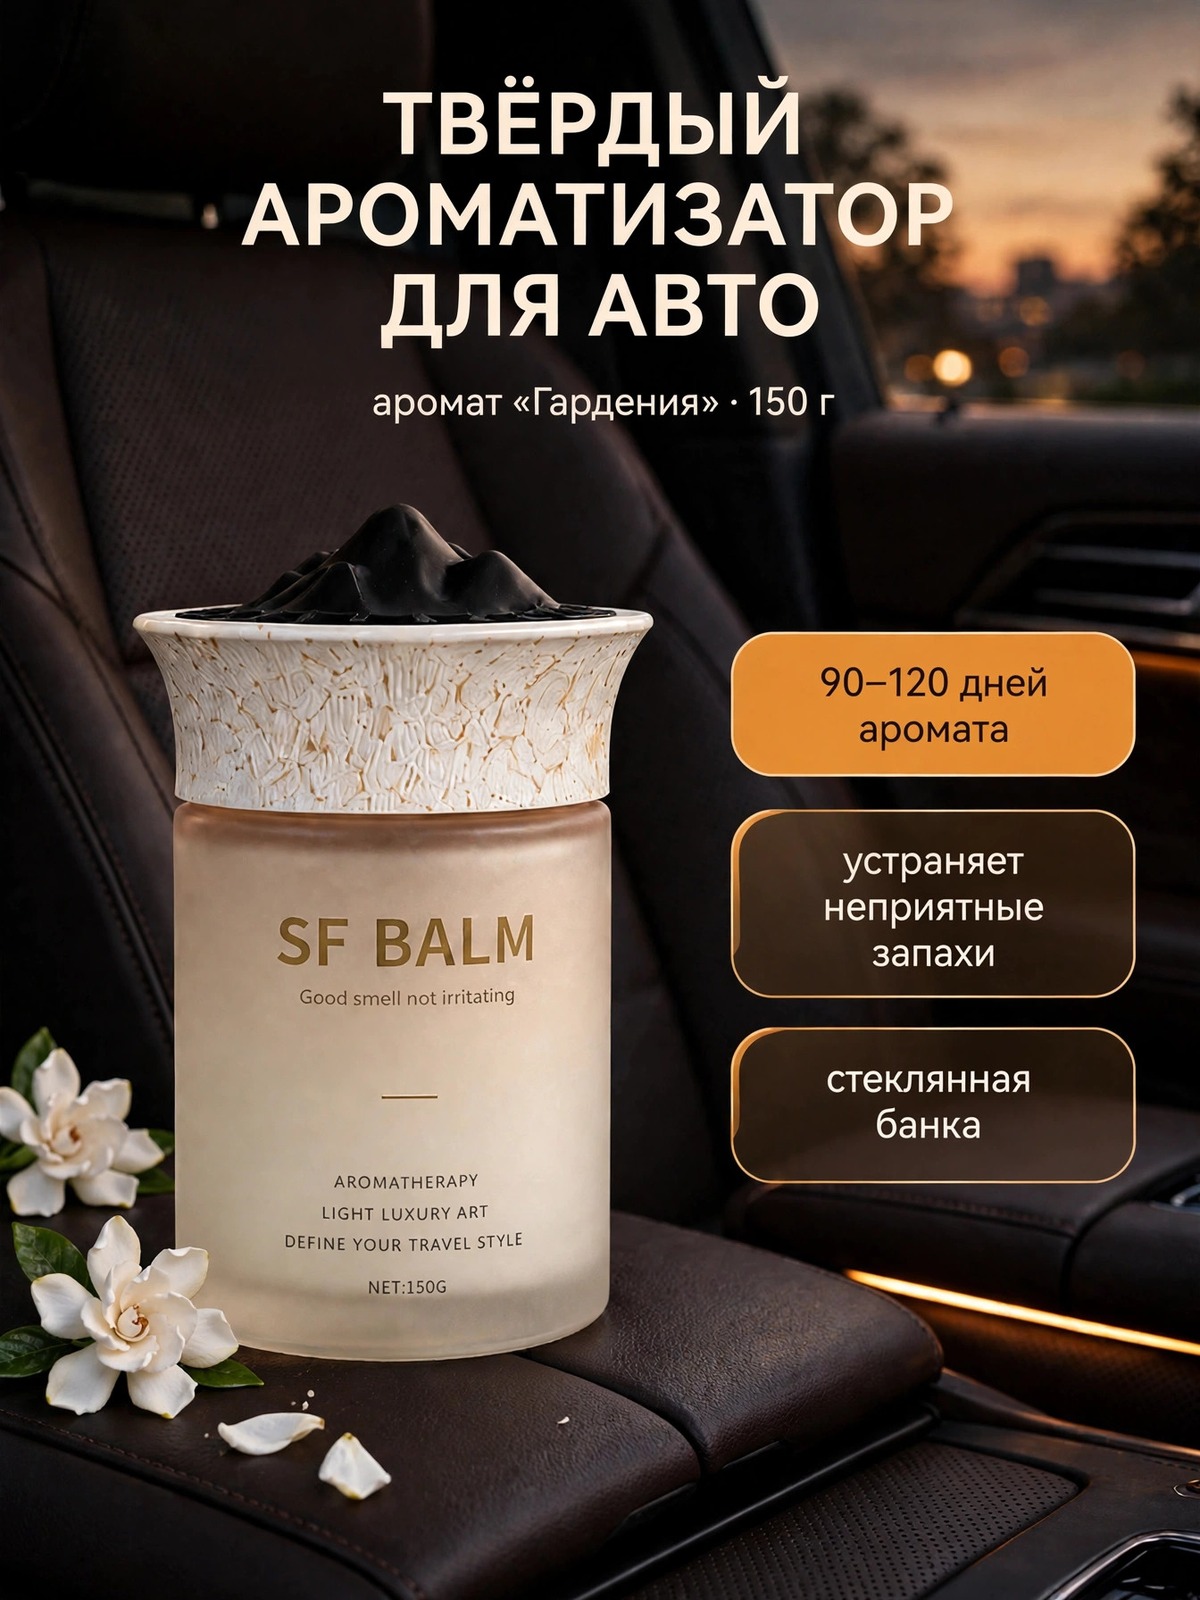 ТВЁРДЫЙ
АРОМАТИЗАТОР
ДЛЯ АВТО
аромат «Гардения» · 150 г
90–120 дней
аромата
устраняет
неприятные
запахи
стеклянная
банка
SF BALM
Good smell not irritating
AROMATHERAPY
LIGHT LUXURY ART
DEFINE YOUR TRAVEL STYLE
NET:150G